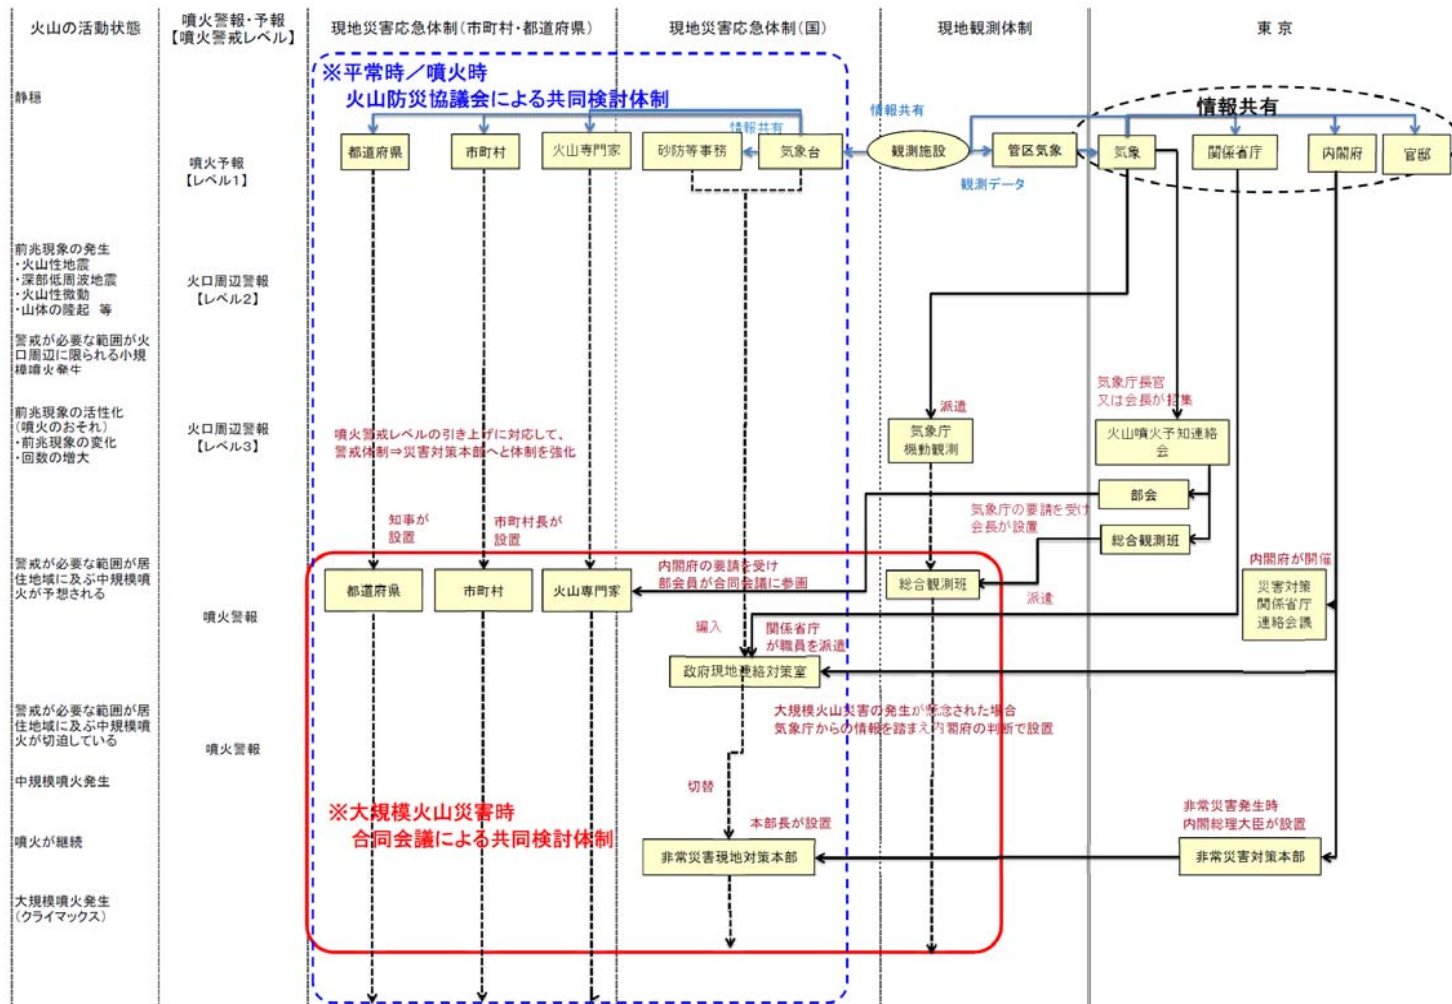 火山の活動状態
噴火警報・予報
【噴火警戒レベル】
現地災害応急体制(市町村・都道府県)
現地災害応急体制(国)
現地観測体制
東 京
※平常時／噴火時
火山防災協議会による共同検討体制
静穏
情報共有
情報共有
情報共有
都道府県
市町村
火山専門家
砂防等事務
気象台
観測施設
管区気象
気象
関係省庁
内閣府
官邸
噴火予報
【レベル1】
観測データ
前兆現象の発生
・火山性地震
・深部低周波地震
・火山性微動
・山体の隆起 等
火口周辺警報
【レベル2】
警戒が必要な範囲が火
口周辺に限られる小規
模噴火発生
気象庁長官
又は会長が招集
前兆現象の活性化
(噴火のおそれ)
・前兆現象の変化
・回数の増大
火口周辺警報
【レベル3】
噴火警戒レベルの引き上げに対応して、
警戒体制⇒災害対策本部へと体制を強化
派遣
気象庁
機動観測
火山噴火予知連絡
会
部会
気象庁の要請を受け
会長が設置
総合観測班
知事が
設置
市町村長が
設置
警戒が必要な範囲が居
住地域に及ぶ中規模噴
火が予想される
内閣府の要請を受け
部会員が合同会議に参画
内閣府が開催
都道府県
市町村
火山専門家
総合観測班
派遣
災害対策
関係省庁
連絡会議
噴火警報
編入
関係省庁
が職員を派遣
政府現地連絡対策室
警戒が必要な範囲が居
住地域に及ぶ中規模噴
火が切迫している
噴火警報
大規模火山災害の発生が懸念された場合
気象庁からの情報を踏まえ内閣府の判断で設置
中規模噴火発生
切替
※大規模火山災害時
合同会議による共同検討体制
本部長が設置
非常災害発生時
内閣総理大臣が設置
噴火が継続
非常災害現地対策本部
非常災害対策本部
大規模噴火発生
(クライマックス)